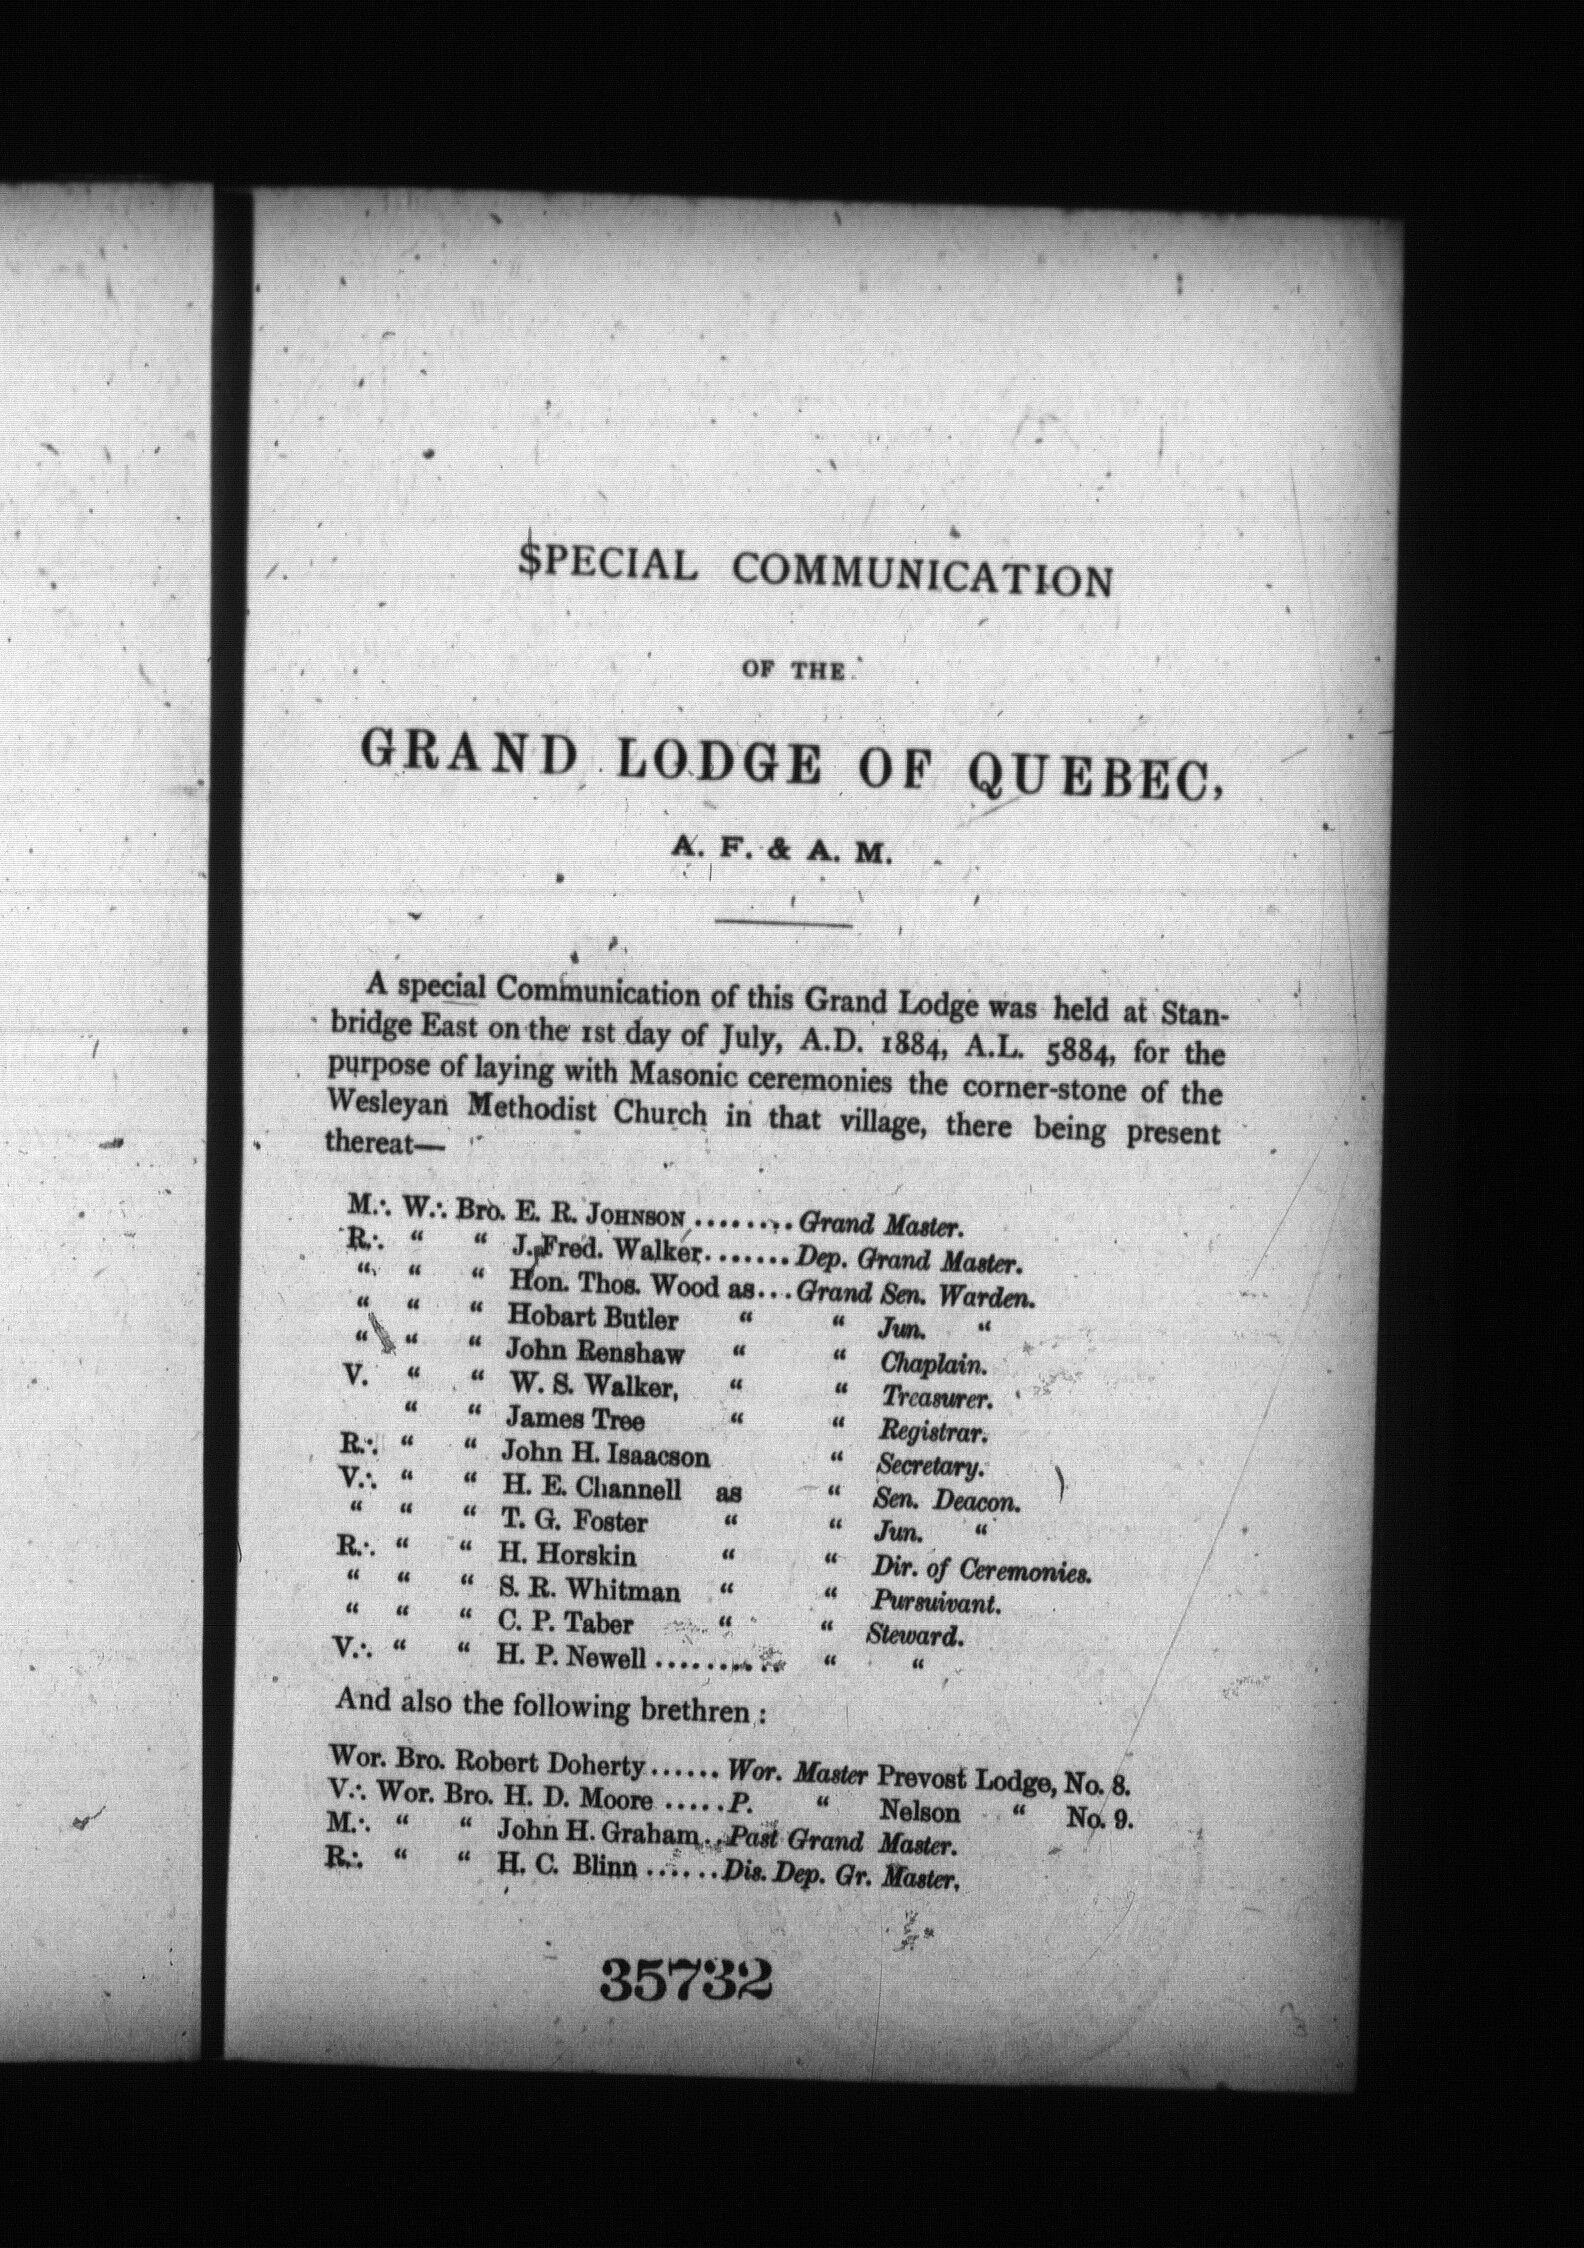 SPECIAL COMMUNICATION
OF THE
GRAND LODGE OF QUEBEC,
A. F. & A. M.
A special Communication of this Grand Lodge was held at Stan-
bridge East on the 1st day of July, A.D. 1884, A.L. 5884, for the
purpose of laying with Masonic ceremonies the corner-stone of the
Wesleyan Methodist Church in that village, there being present
thereat—
M.∴ W.∴ Bro. E. R. JOHNSON ........ Grand Master.
R.∴ “ “ J. Fred. Walker....... Dep. Grand Master.
“ “ “ Hon. Thos. Wood as... Grand Sen. Warden.
“ “ “ Hobart Butler “ “ Jun. “
“ “ “ John Renshaw “ “ Chaplain.
V. “ “ W. S. Walker, “ “ Treasurer.
“ “ James Tree “ “ Registrar.
R.∴ “ “ John H. Isaacson “ Secretary.
V.∴ “ “ H. E. Channell as “ Sen. Deacon.
“ “ “ T. G. Foster “ “ Jun. “
R.∴ “ “ H. Horskin “ “ Dir. of Ceremonies.
“ “ “ S. R. Whitman “ “ Pursuivant.
“ “ “ C. P. Taber “ “ Steward.
V.∴ “ “ H. P. Newell .......... “ “
And also the following brethren :
Wor. Bro. Robert Doherty ...... Wor. Master Prevost Lodge, No. 8.
V.∴ Wor. Bro. H. D. Moore ..... P. “ Nelson “ No. 9.
M.∴ “ “ John H. Graham... Past Grand Master.
R.∴ “ “ H. C. Blinn ....... Dis. Dep. Gr. Master.
35732